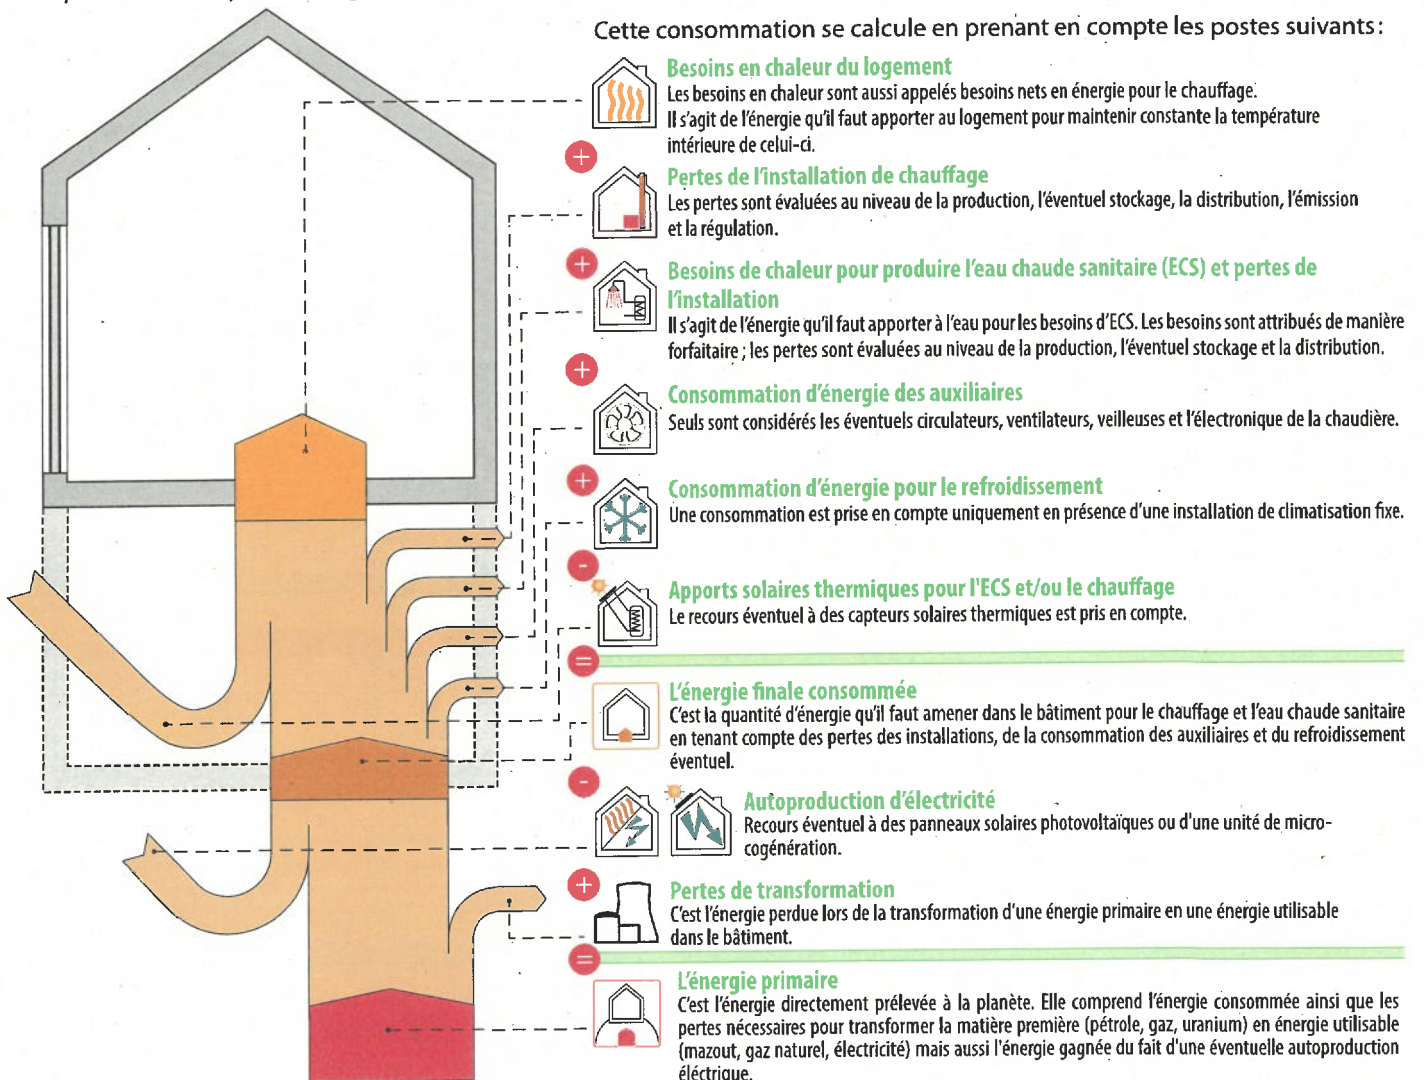 Cette consommation se calcule en prenant en compte les postes suivants :
Besoins en chaleur du logement
Les besoins en chaleur sont aussi appelés besoins nets en énergie pour le chauffage.
Il s'agit de l'énergie qu'il faut apporter au logement pour maintenir constante la température
intérieure de celui-ci.
+
Pertes de l'installation de chauffage
Les pertes sont évaluées au niveau de la production, l'éventuel stockage, la distribution, l'émission
et la régulation.
+
Besoins de chaleur pour produire l'eau chaude sanitaire (ECS) et pertes de
l'installation
Il s'agit de l'énergie qu'il faut apporter à l'eau pour les besoins d'ECS. Les besoins sont attribués de manière
forfaitaire ; les pertes sont évaluées au niveau de la production, l'éventuel stockage et la distribution.
+
Consommation d'énergie des auxiliaires
Seuls sont considérés les éventuels circulateurs, ventilateurs, veilleuses et l'électronique de la chaudière.
+
Consommation d'énergie pour le refroidissement
Une consommation est prise en compte uniquement en présence d'une installation de climatisation fixe.
-
Apports solaires thermiques pour l'ECS et/ou le chauffage
Le recours éventuel à des capteurs solaires thermiques est pris en compte.
=
L'énergie finale consommée
C'est la quantité d'énergie qu'il faut amener dans le bâtiment pour le chauffage et l'eau chaude sanitaire
en tenant compte des pertes des installations, de la consommation des auxiliaires et du refroidissement
éventuel.
-
Autoproduction d'électricité
Recours éventuel à des panneaux solaires photovoltaïques ou d'une unité de micro-
cogénération.
+
Pertes de transformation
C'est l'énergie perdue lors de la transformation d'une énergie primaire en une énergie utilisable
dans le bâtiment.
=
L'énergie primaire
C'est l'énergie directement prélevée à la planète. Elle comprend l'énergie consommée ainsi que les
pertes nécessaires pour transformer la matière première (pétrole, gaz, uranium) en énergie utilisable
(mazout, gaz naturel, électricité) mais aussi l'énergie gagnée du fait d'une éventuelle autoproduction
éléctrique.